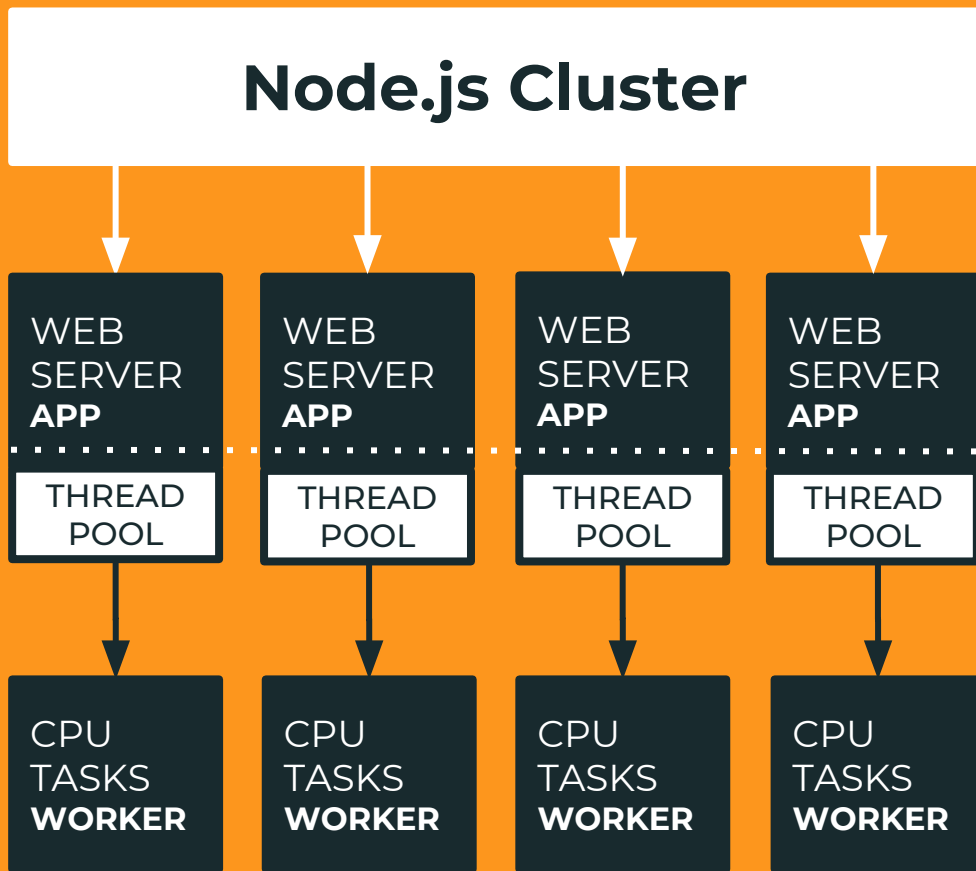 Node.js Cluster
WEB
SERVER
APP
THREAD
POOL
CPU
TASKS
WORKER
WEB
SERVER
APP
THREAD
POOL
CPU
TASKS
WORKER
WEB
SERVER
APP
THREAD
POOL
CPU
TASKS
WORKER
WEB
SERVER
APP
THREAD
POOL
CPU
TASKS
WORKER